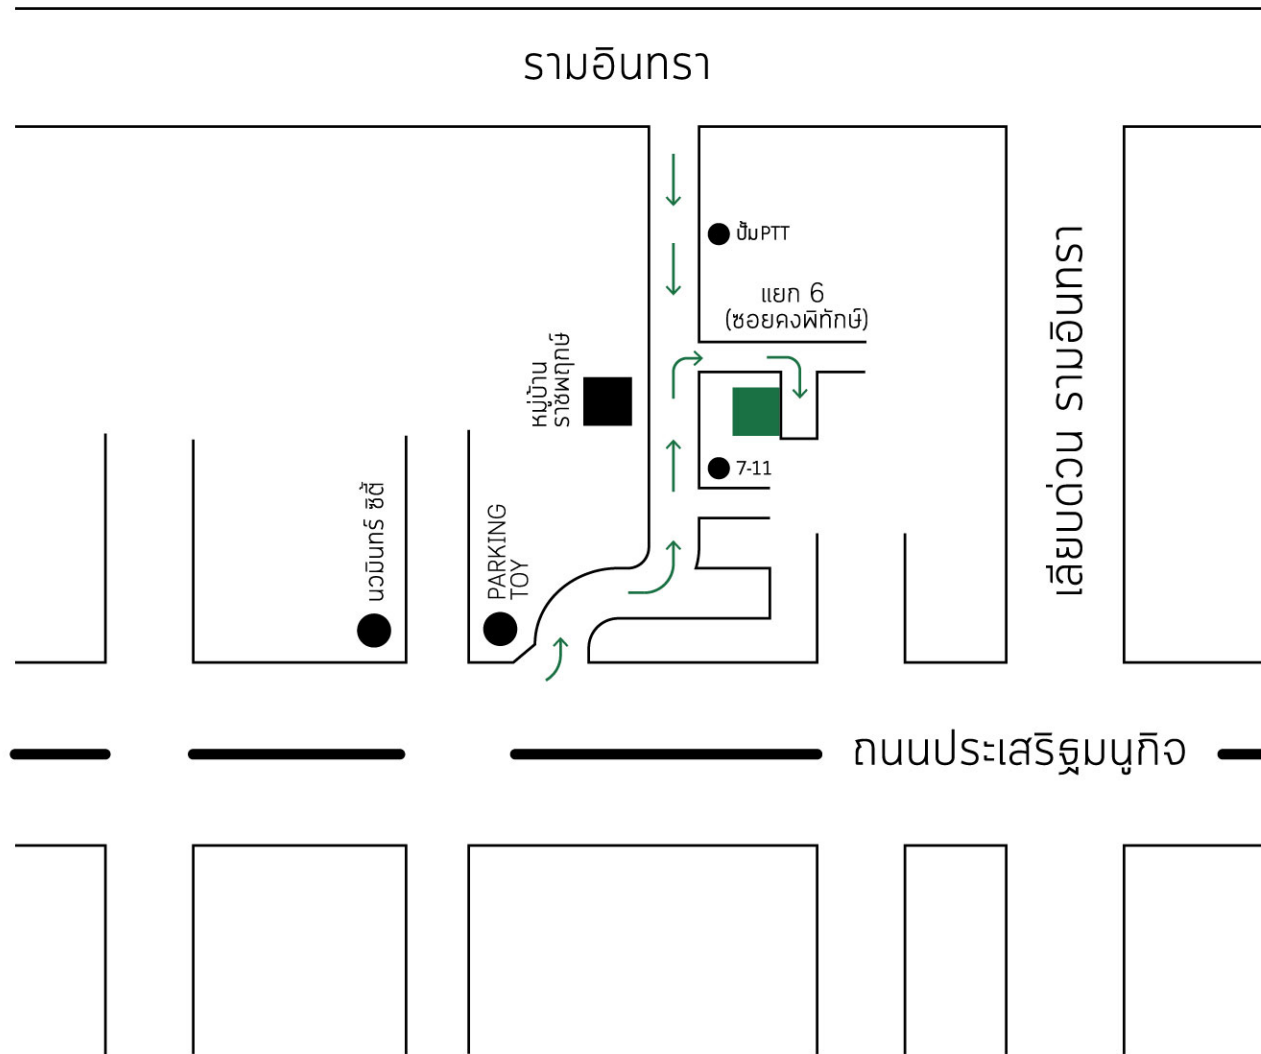 รามอินทรา
ปั๊มPTT
แยก 6
(ซอยคงพิทักษ์)
หมู่บ้าน
ราชพฤกษ์
7-11
นวมินทร์ ซิตี้
PARKING
TOY
เลียบด่วน รามอินทรา
ถนนประเสริฐมนูกิจ